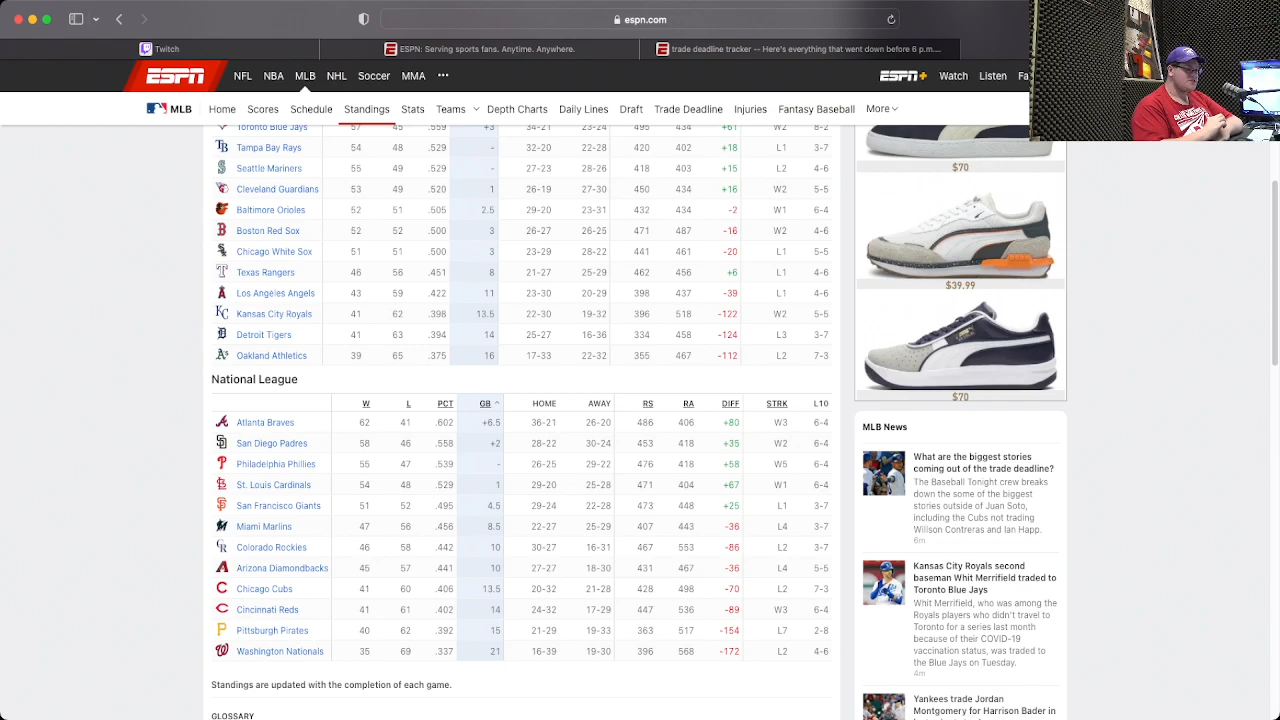 espn.com
Twitch
ESPN: Serving sports fans. Anytime. Anywhere.
trade deadline tracker -- Here's everything that went down before 6 p.m....
ESPN NFL NBA MLB NHL Soccer MMA ••• ESPN+ Watch Listen Fa
MLB Home Scores Schedule Standings Stats Teams Depth Charts Daily Lines Draft Trade Deadline Injuries Fantasy Baseball More
Toronto Blue Jays 57 45 .559 +3 34-21 23-24 495 434 +61 W2 8-2
TB Tampa Bay Rays 54 48 .529 - 32-20 22-28 420 402 +18 L1 3-7
Seattle Mariners 55 49 .529 - 27-23 28-26 418 403 +15 L2 4-6
Cleveland Guardians 53 49 .520 1 26-19 27-30 450 434 +16 W2 5-5
Baltimore Orioles 52 51 .505 2.5 29-20 23-31 432 434 -2 W1 6-4
B Boston Red Sox 52 52 .500 3 26-27 26-25 471 487 -16 W2 4-6
Chicago White Sox 51 51 .500 3 23-29 28-22 441 461 -20 L1 5-5
T Texas Rangers 46 56 .451 8 21-27 25-29 462 456 +6 L1 4-6
A Los Angeles Angels 43 59 .422 11 23-30 20-29 398 437 -39 L1 4-6
KC Kansas City Royals 41 62 .398 13.5 22-30 19-32 396 518 -122 W2 5-5
D Detroit Tigers 41 63 .394 14 25-27 16-36 334 458 -124 L3 3-7
A's Oakland Athletics 39 65 .375 16 17-33 22-32 355 467 -112 L2 7-3
National League
W L PCT GB HOME AWAY RS RA DIFF STRK L10
A Atlanta Braves 62 41 .602 +6.5 36-21 26-20 486 406 +80 W3 6-4
SD San Diego Padres 58 46 .558 +2 28-22 30-24 453 418 +35 W2 6-4
P Philadelphia Phillies 55 47 .539 - 26-25 29-22 476 418 +58 W5 6-4
St. Louis Cardinals 54 48 .529 1 29-20 25-28 471 404 +67 W1 6-4
SF San Francisco Giants 51 52 .495 4.5 29-24 22-28 473 448 +25 L1 3-7
Miami Marlins 47 56 .456 8.5 22-27 25-29 407 443 -36 L4 3-7
CR Colorado Rockies 46 58 .442 10 30-27 16-31 467 553 -86 L2 3-7
A Arizona Diamondbacks 45 57 .441 10 27-27 18-30 431 467 -36 L4 5-5
C Chicago Cubs 41 60 .406 13.5 20-32 21-28 428 498 -70 L2 7-3
C Cincinnati Reds 41 61 .402 14 24-32 17-29 447 536 -89 W3 6-4
P Pittsburgh Pirates 40 62 .392 15 21-29 19-33 363 517 -154 L7 2-8
W Washington Nationals 35 69 .337 21 16-39 19-30 396 568 -172 L2 4-6
Standings are updated with the completion of each game.
GLOSSARY
$70
$39.99
$70
MLB News
What are the biggest stories
coming out of the trade deadline?
The Baseball Tonight crew breaks
down the some of the biggest
stories outside of Juan Soto,
including the Cubs not trading
Willson Contreras and Ian Happ.
6m
Kansas City Royals second
baseman Whit Merrifield traded to
Toronto Blue Jays
Whit Merrifield, who was among the
Royals players who didn't travel to
Toronto for a series last month
because of their COVID-19
vaccination status, was traded to
the Blue Jays on Tuesday.
4m
Yankees trade Jordan
Montgomery for Harrison Bader in